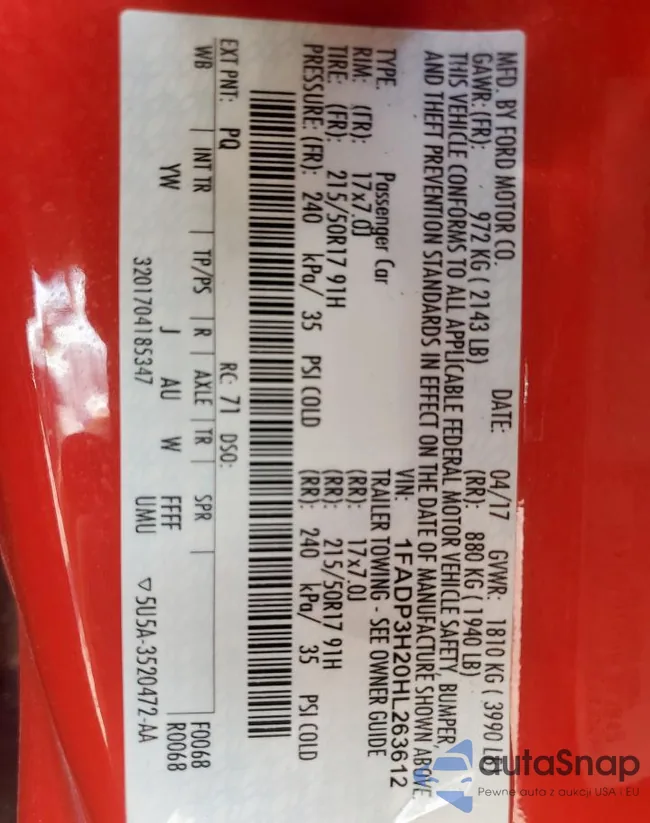 MFD. BY FORD MOTOR CO. DATE: 04/17 GVWR: 1810 KG ( 3990 LB
GAWR: (FR): 972 KG ( 2143 LB) (RR): 880 KG ( 1940 LB)
THIS VEHICLE CONFORMS TO ALL APPLICABLE FEDERAL MOTOR VEHICLE SAFETY, BUMPER,
AND THEFT PREVENTION STANDARDS IN EFFECT ON THE DATE OF MANUFACTURE SHOWN ABOVE.
VIN: 1FADP3H20HL263612
TYPE: Passenger Car TRAILER TOWING - SEE OWNER GUIDE
RIM: (FR): 17x7.0J (RR): 17x7.0J
TIRE: (FR): 215/50R17 91H (RR): 215/50R17 91H
PRESSURE: (FR): 240 kPa/ 35 PSI COLD (RR): 240 kPa/ 35 PSI COLD
EXT PNT: PQ RC: 71 DSO: F0068
R0068
WB INT TR TP/PS R AXLE TR SPR
YW J AU W FFFF
3201704185347 UMU ▽5U5A-3520472-AA
autaSnap
Pewne auta z aukcji USA i EU